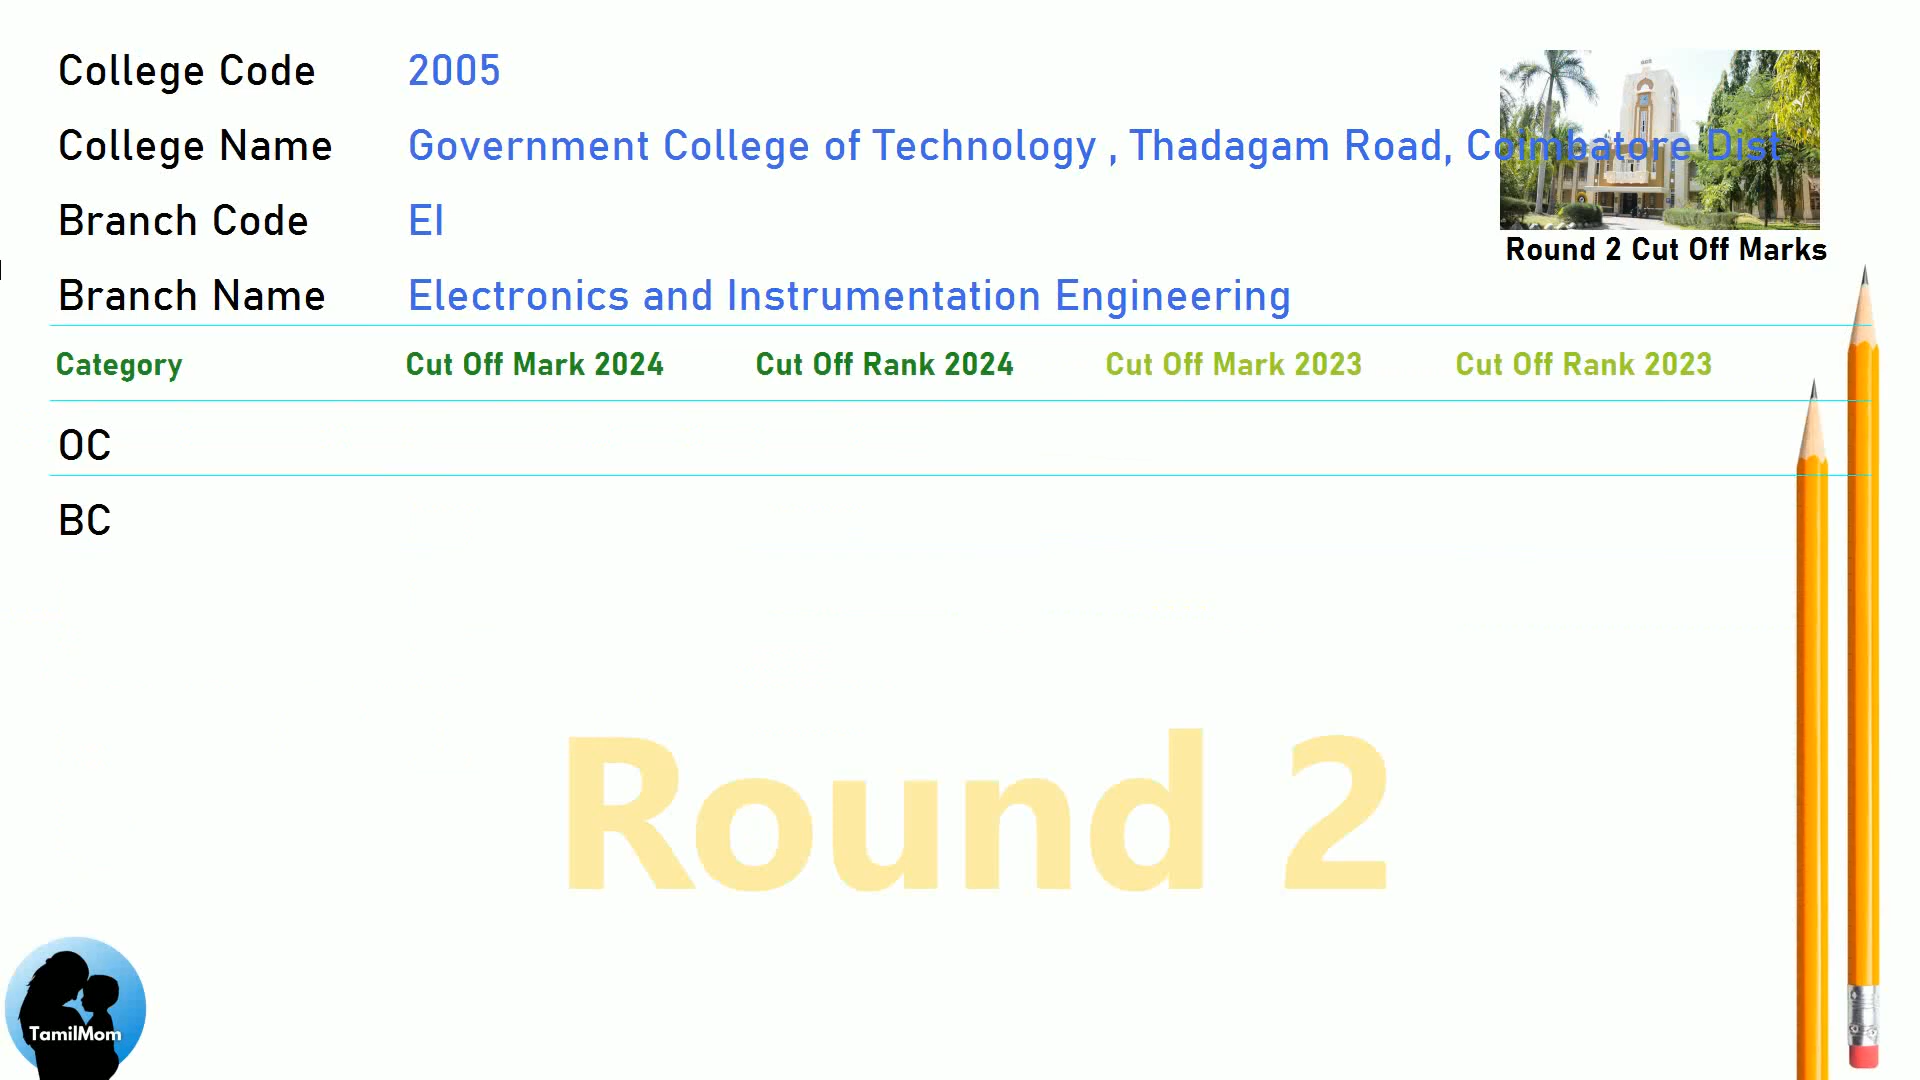 College Code 2005
College Name Government College of Technology , Thadagam Road, Coimbatore Dist
Branch Code EI
Round 2 Cut Off Marks
Branch Name Electronics and Instrumentation Engineering
Category Cut Off Mark 2024 Cut Off Rank 2024 Cut Off Mark 2023 Cut Off Rank 2023
OC
BC
Round 2
TamilMom